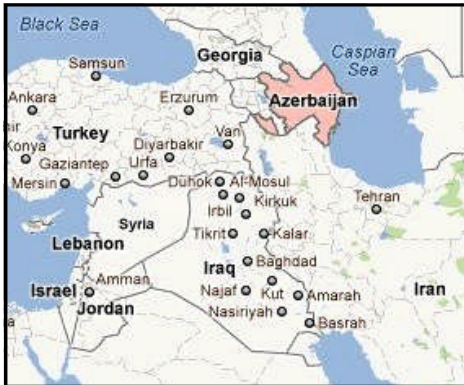 Black Sea
Georgia
Caspian
Sea
Samsun
Azerbaijan
Ankara
Erzurum
Turkey
Van
Konya
Diyarbakir
Gaziantep
Urfa
Mersin
Dühok
Al-Mosul
Syria
Irbil
Kirkuk
Tehran
Lebanon
Tikrit
Kalar
Baghdad
Israel
Amman
Iraq
Iran
Jordan
Najaf
Kut
Amarah
Nasiriyah
Basrah